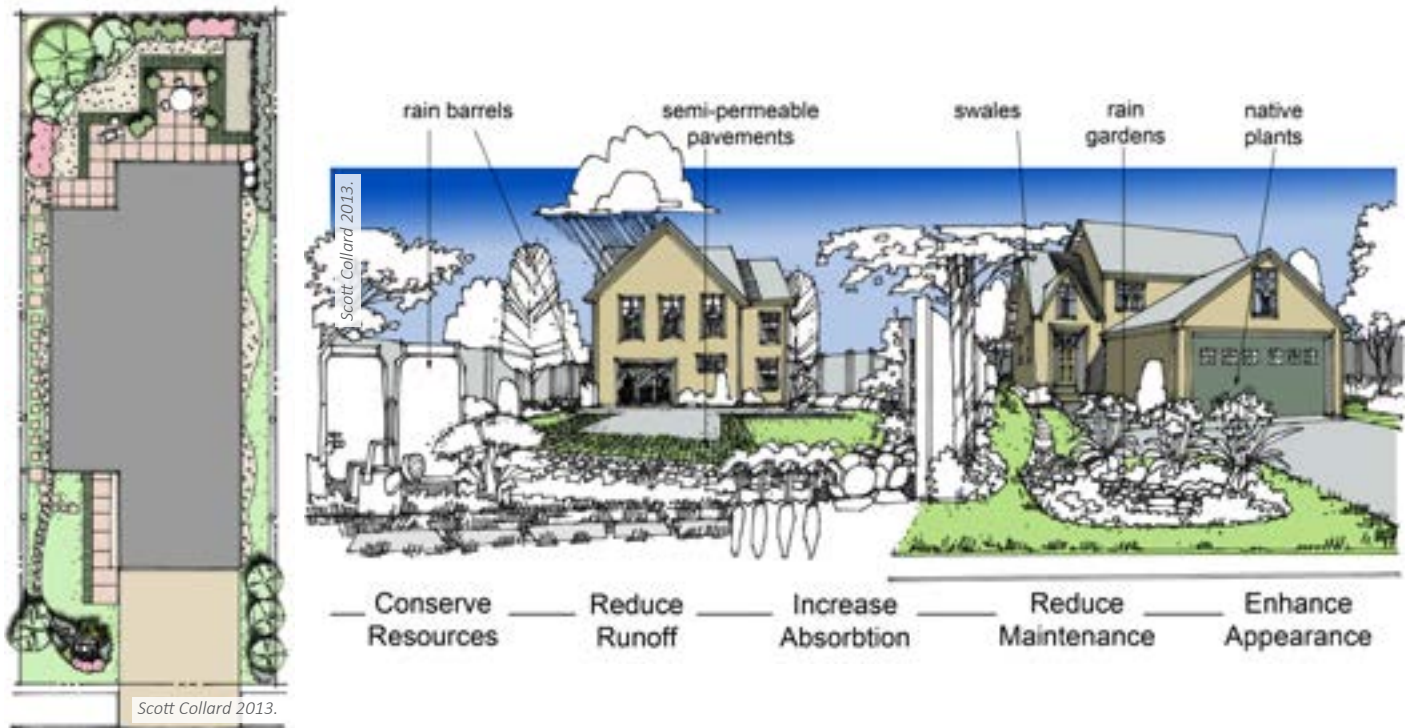 rain barrels
semi-permeable
pavements
swales
rain
gardens
native
plants
Scott Collard 2013.
Conserve
Resources
Reduce
Runoff
Increase
Absorbtion
Reduce
Maintenance
Enhance
Appearance
Scott Collard 2013.